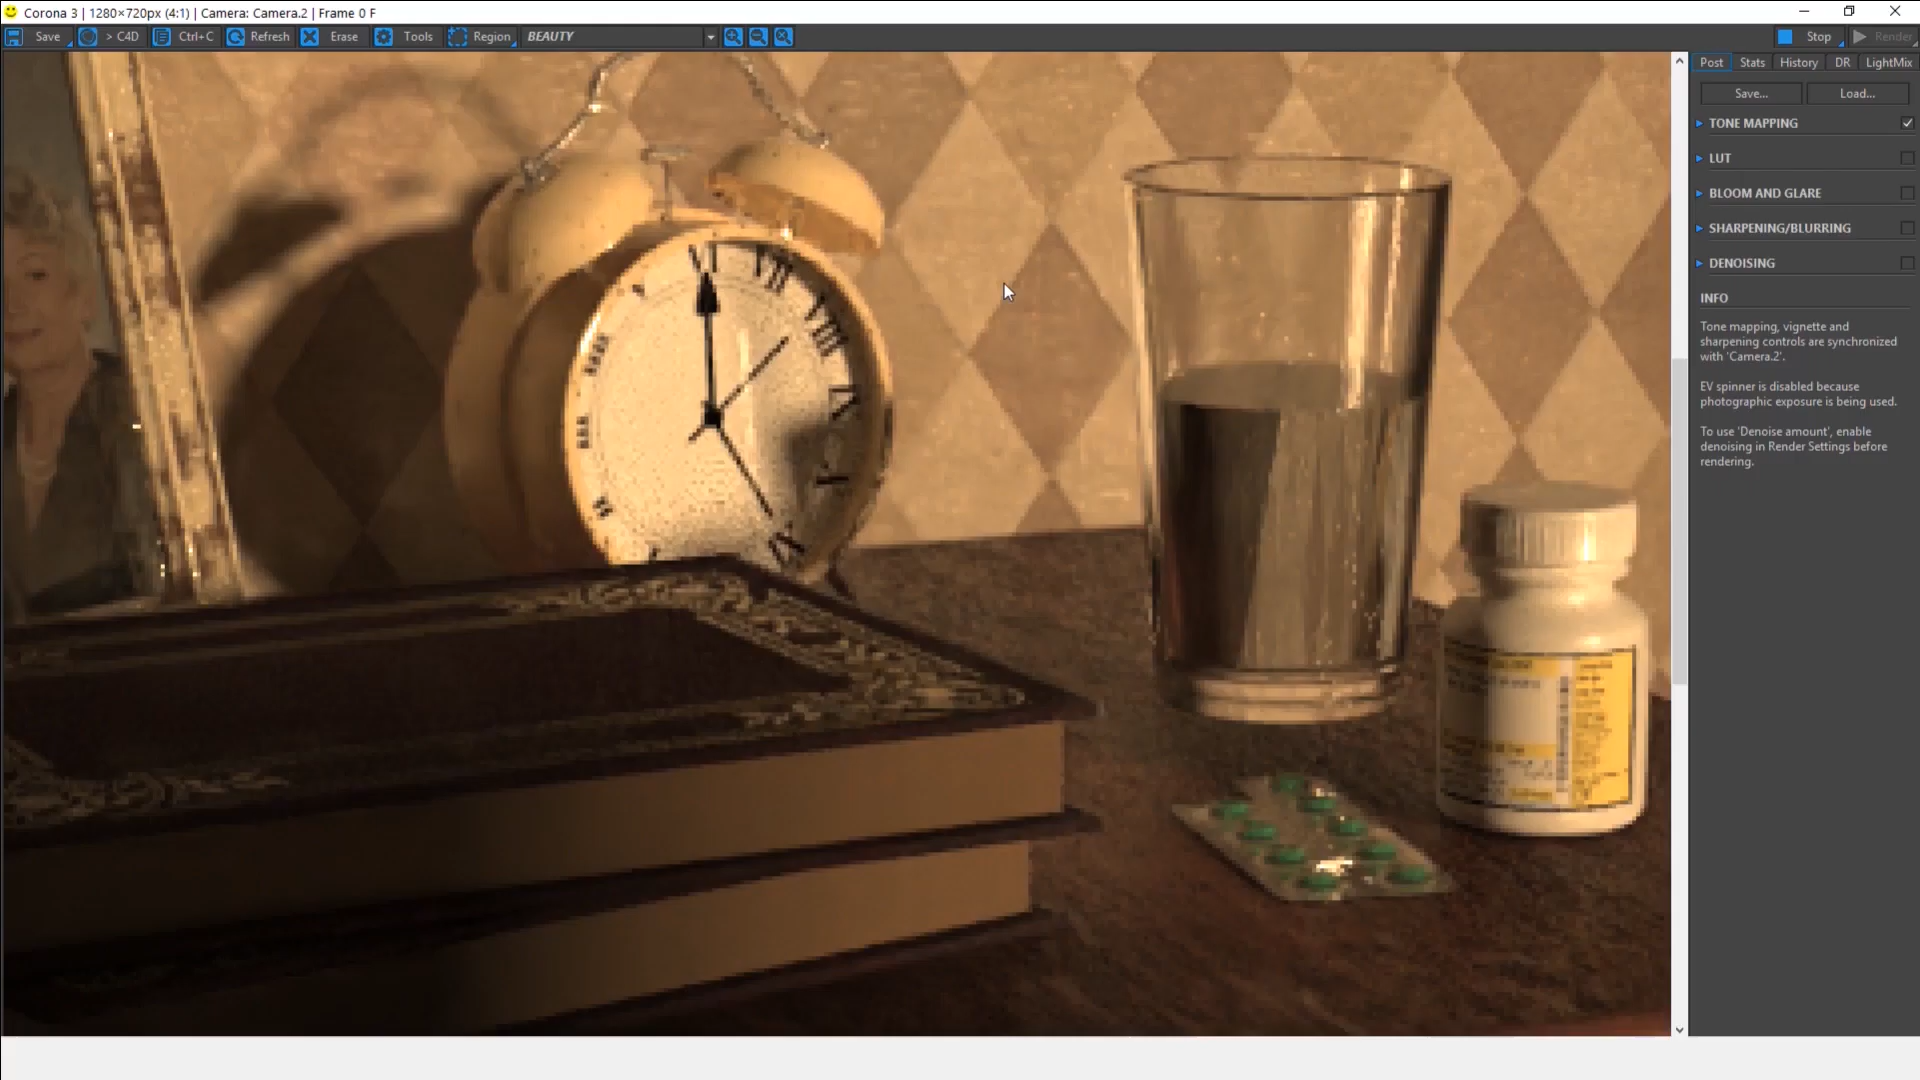 Corona 3 | 1280×720px (4:1) | Camera: Camera.2 | Frame 0 F
Save > C4D Ctrl+C Refresh Erase Tools Region BEAUTY Stop Render
Post Stats History DR LightMix
Save... Load...
TONE MAPPING
LUT
BLOOM AND GLARE
SHARPENING/BLURRING
DENOISING
INFO
Tone mapping, vignette and
sharpening controls are synchronized
with 'Camera.2'.
EV spinner is disabled because
photographic exposure is being used.
To use 'Denoise amount', enable
denoising in Render Settings before
rendering.